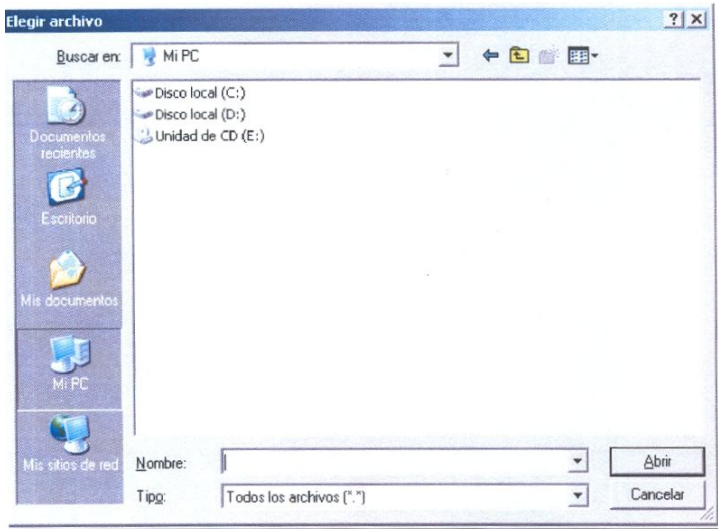 Elegir archivo
Buscar en:
Mi PC
Disco local (C:)
Disco local (D:)
Unidad de CD (E:)
Documentos
recientes
Escritorio
Mis documentos
Mi PC
Mis sitios de red
Nombre:
Abrir
Tipo:
Todos los archivos (*.*)
Cancelar